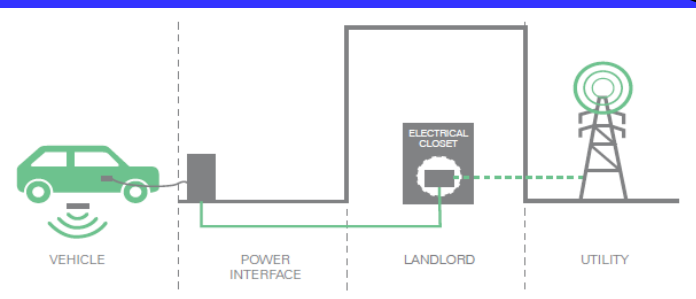 ELECTRICAL
CLOSET
VEHICLE
POWER
INTERFACE
LANDLORD
UTILITY